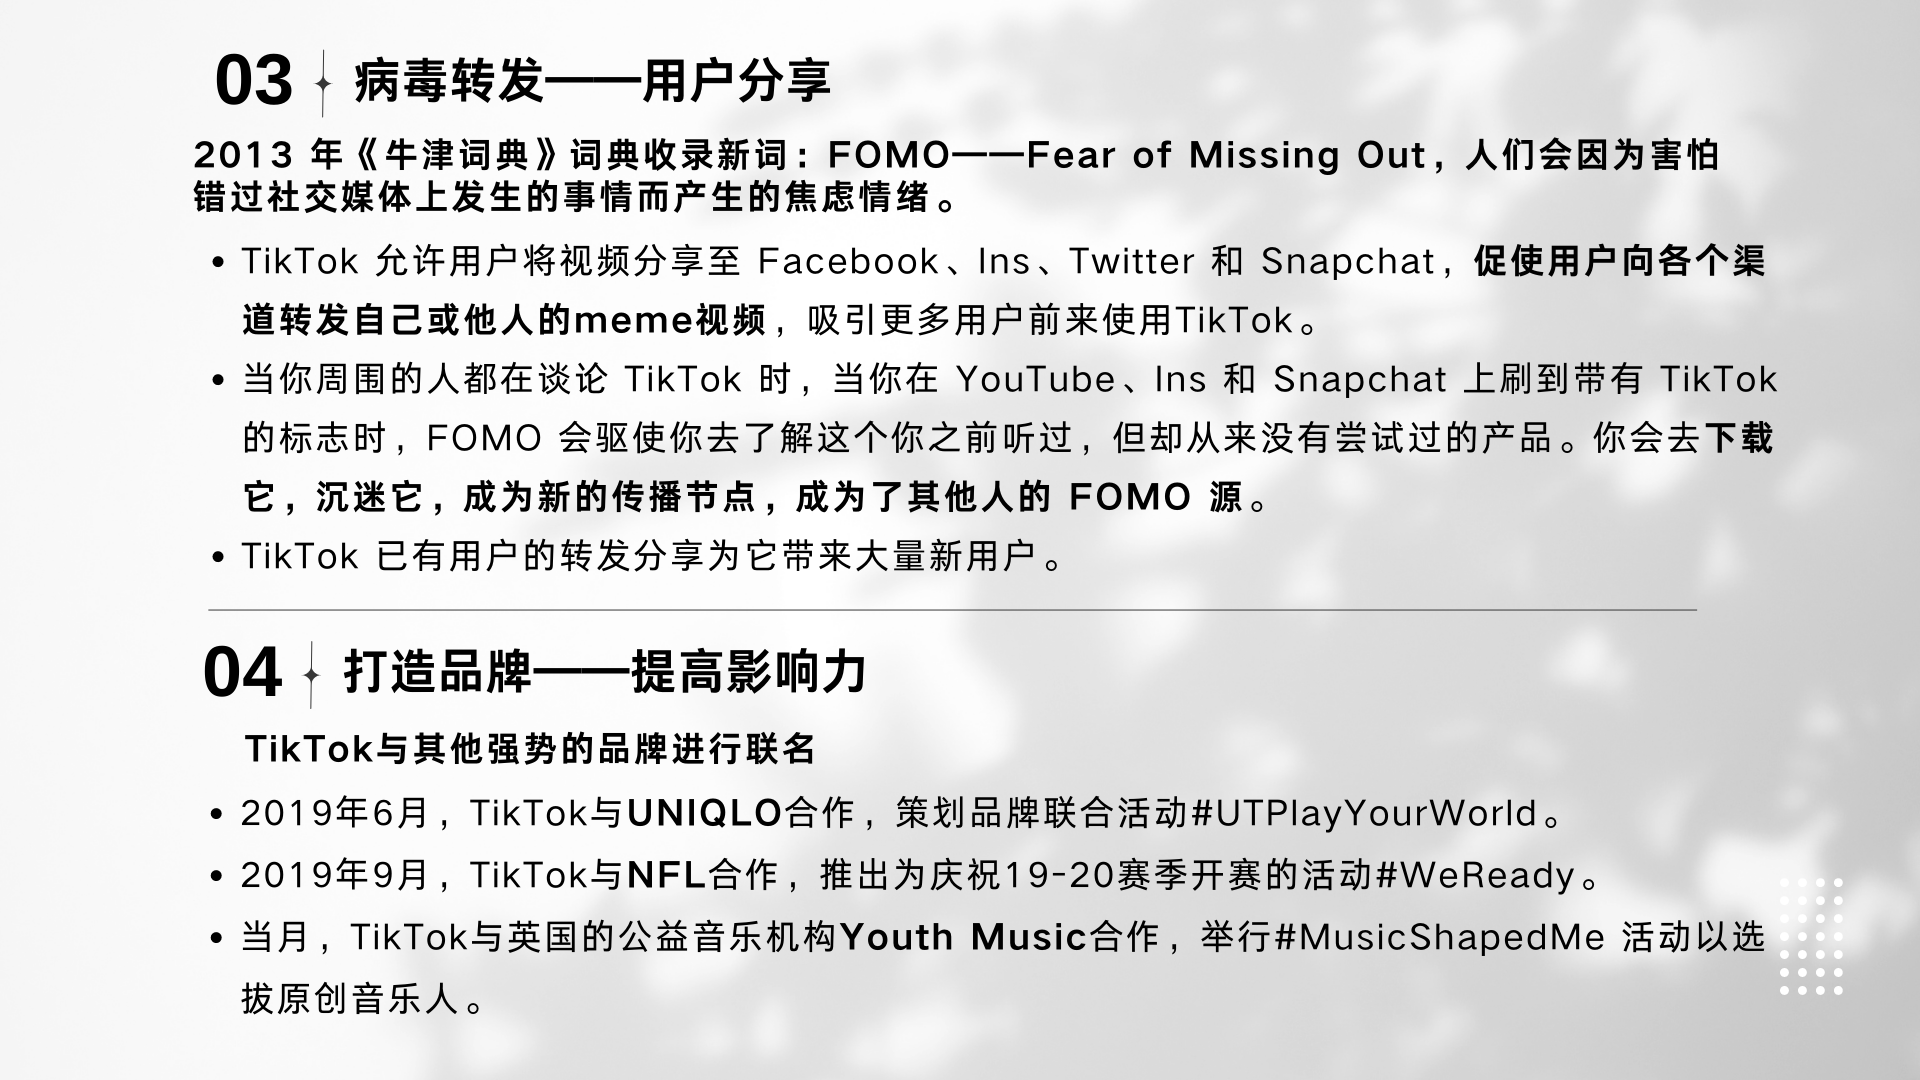 03 病毒转发——用户分享
2013 年《牛津词典》词典收录新词：FOMO——Fear of Missing Out，人们会因为害怕
错过社交媒体上发生的事情而产生的焦虑情绪。
• TikTok 允许用户将视频分享至 Facebook、Ins、Twitter 和 Snapchat，促使用户向各个渠
道转发自己或他人的meme视频，吸引更多用户前来使用TikTok。
• 当你周围的人都在谈论 TikTok 时，当你在 YouTube、Ins 和 Snapchat 上刷到带有 TikTok
的标志时，FOMO 会驱使你去了解这个你之前听过，但却从来没有尝试过的产品。你会去下载
它，沉迷它，成为新的传播节点，成为了其他人的 FOMO 源。
• TikTok 已有用户的转发分享为它带来大量新用户。
04 打造品牌——提高影响力
TikTok与其他强势的品牌进行联名
• 2019年6月，TikTok与UNIQLO合作，策划品牌联合活动#UTPlayYourWorld。
• 2019年9月，TikTok与NFL合作，推出为庆祝19-20赛季开赛的活动#WeReady。
• 当月，TikTok与英国的公益音乐机构Youth Music合作，举行#MusicShapedMe 活动以选
拔原创音乐人。